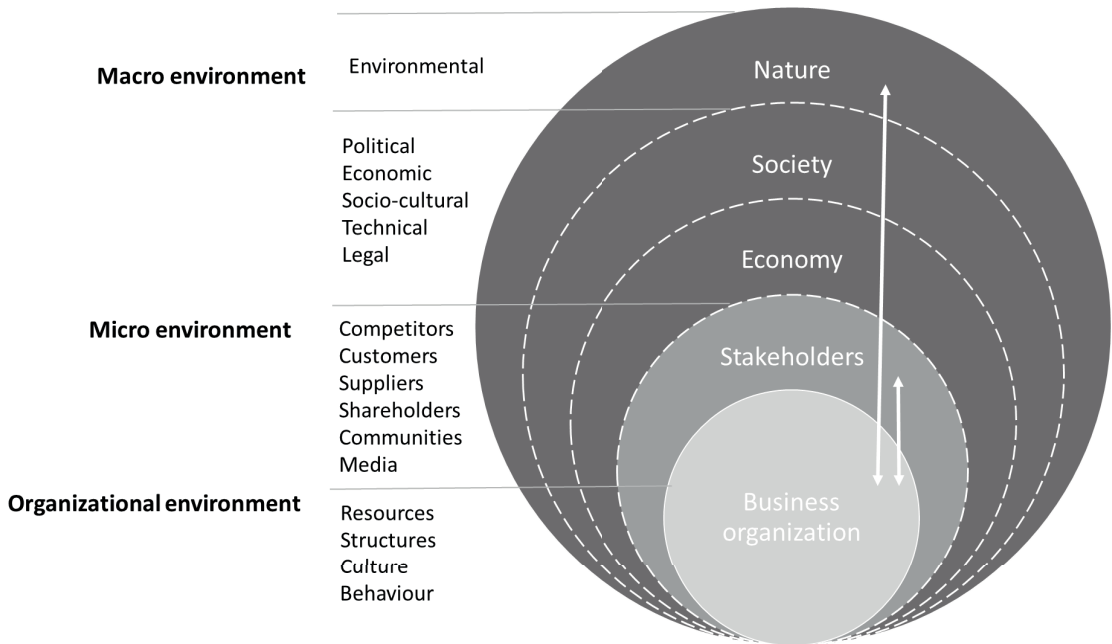 Macro environment
Environmental
Political
Economic
Socio-cultural
Technical
Legal
Micro environment
Competitors
Customers
Suppliers
Shareholders
Communities
Media
Organizational environment
Resources
Structures
Culture
Behaviour
Nature
Society
Economy
Stakeholders
Business
organization